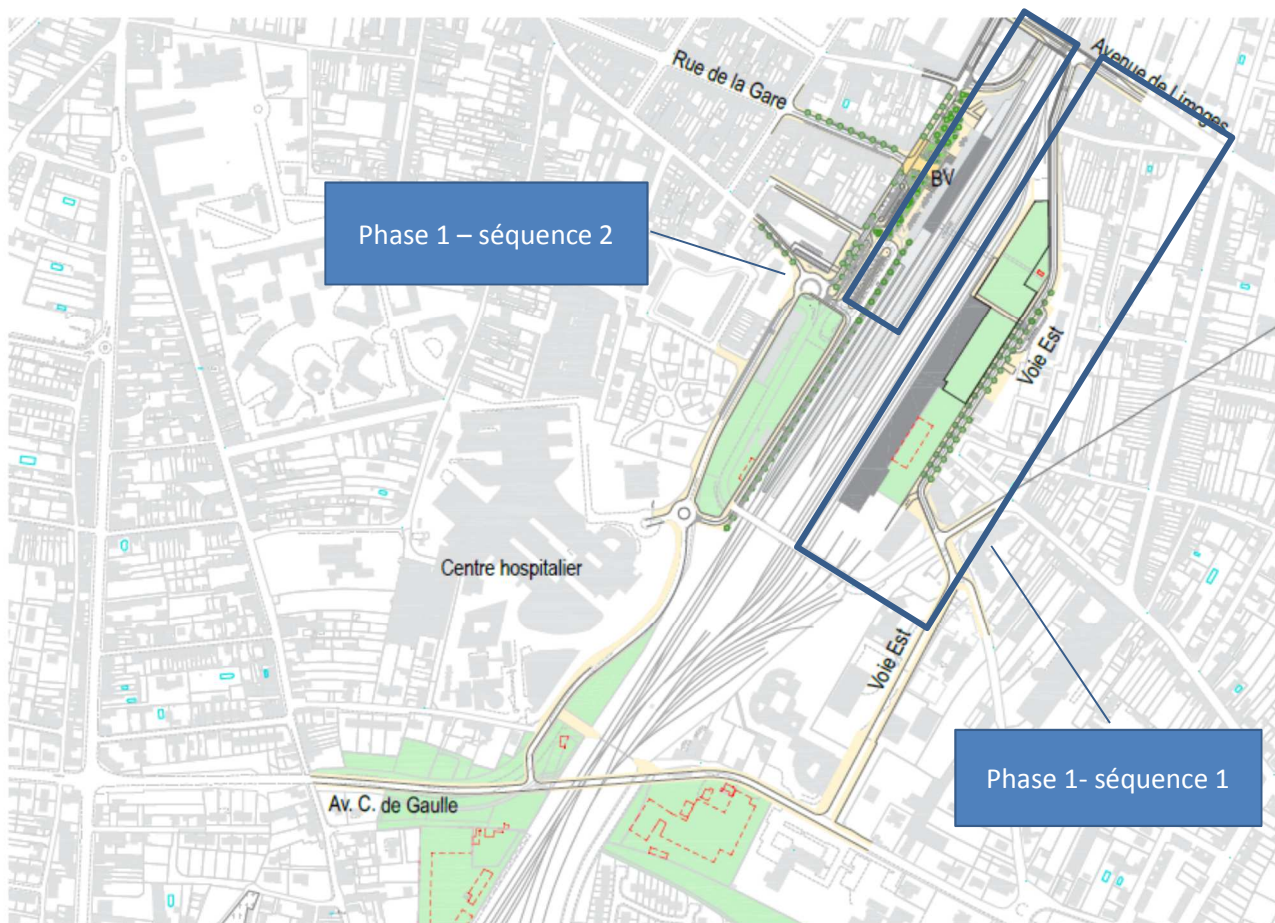 Avenue de Limoges
Rue de la Gare
BV
Phase 1 – séquence 2
Voie Est
Centre hospitalier
Voie Est
Phase 1- séquence 1
Av. C. de Gaulle